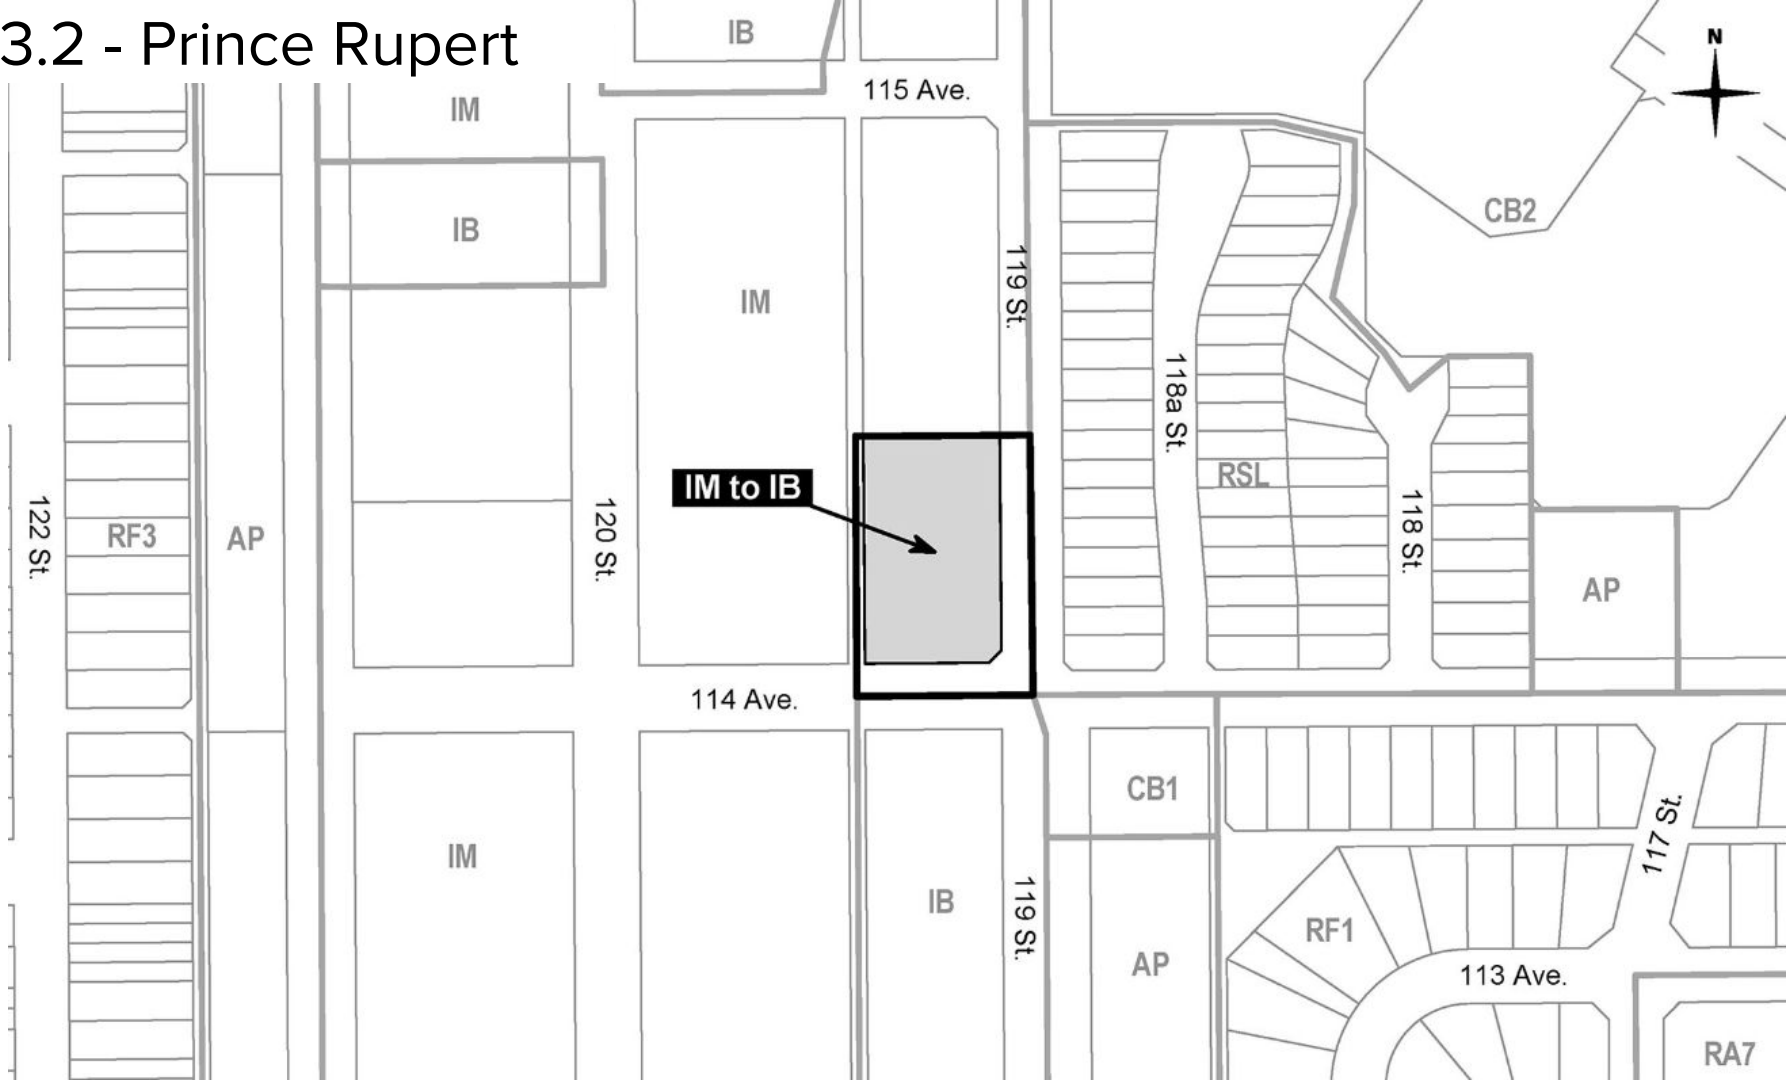 3.2 - Prince Rupert
IB
N
115 Ave.
IM
CB2
IB
119 St.
IM
118a St.
IM to IB
RSL
118 St.
122 St.
RF3
AP
120 St.
AP
114 Ave.
CB1
117 St.
IM
IB
119 St.
RF1
AP
113 Ave.
RA7